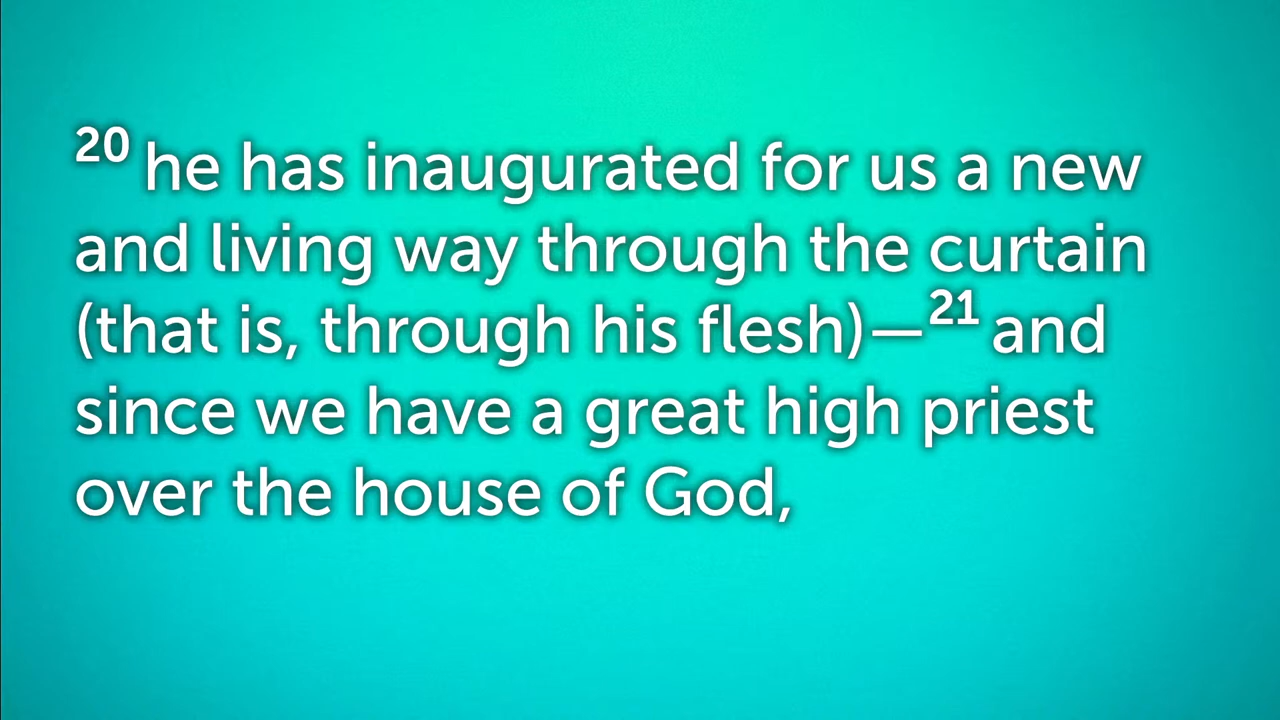 20 he has inaugurated for us a new
and living way through the curtain
(that is, through his flesh)—21 and
since we have a great high priest
over the house of God,